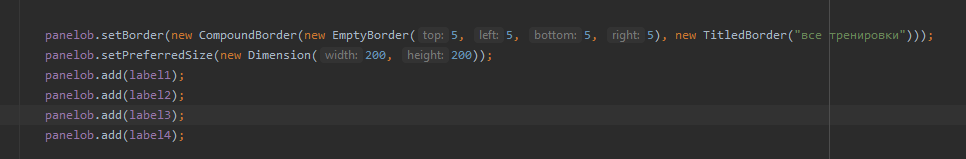 panelob.setBorder(new CompoundBorder(new EmptyBorder( top: 5, left: 5, bottom: 5, right: 5), new TitledBorder("все тренировки")));
panelob.setPreferredSize(new Dimension( width: 200, height: 200));
panelob.add(label1);
panelob.add(label2);
panelob.add(label3);
panelob.add(label4);